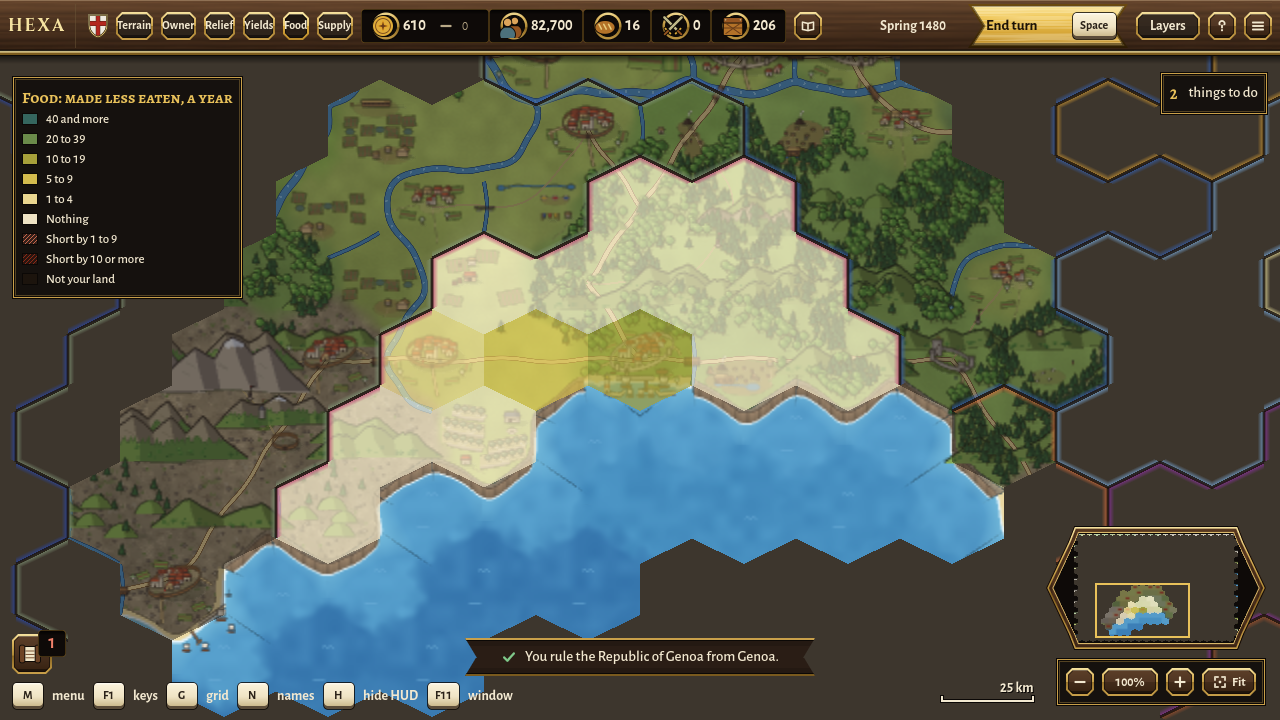 HEXA
Terrain
Owner
Relief
Yields
Food
Supply
610 — 0
82,700
16
0
206
Spring 1480
End turn
Space
Layers
?
FOOD: MADE LESS EATEN, A YEAR
40 and more
20 to 39
10 to 19
5 to 9
1 to 4
Nothing
Short by 1 to 9
Short by 10 or more
Not your land
2 things to do
1
You rule the Republic of Genoa from Genoa.
M menu F1 keys G grid N names H hide HUD F11 window
25 km
− 100% + Fit